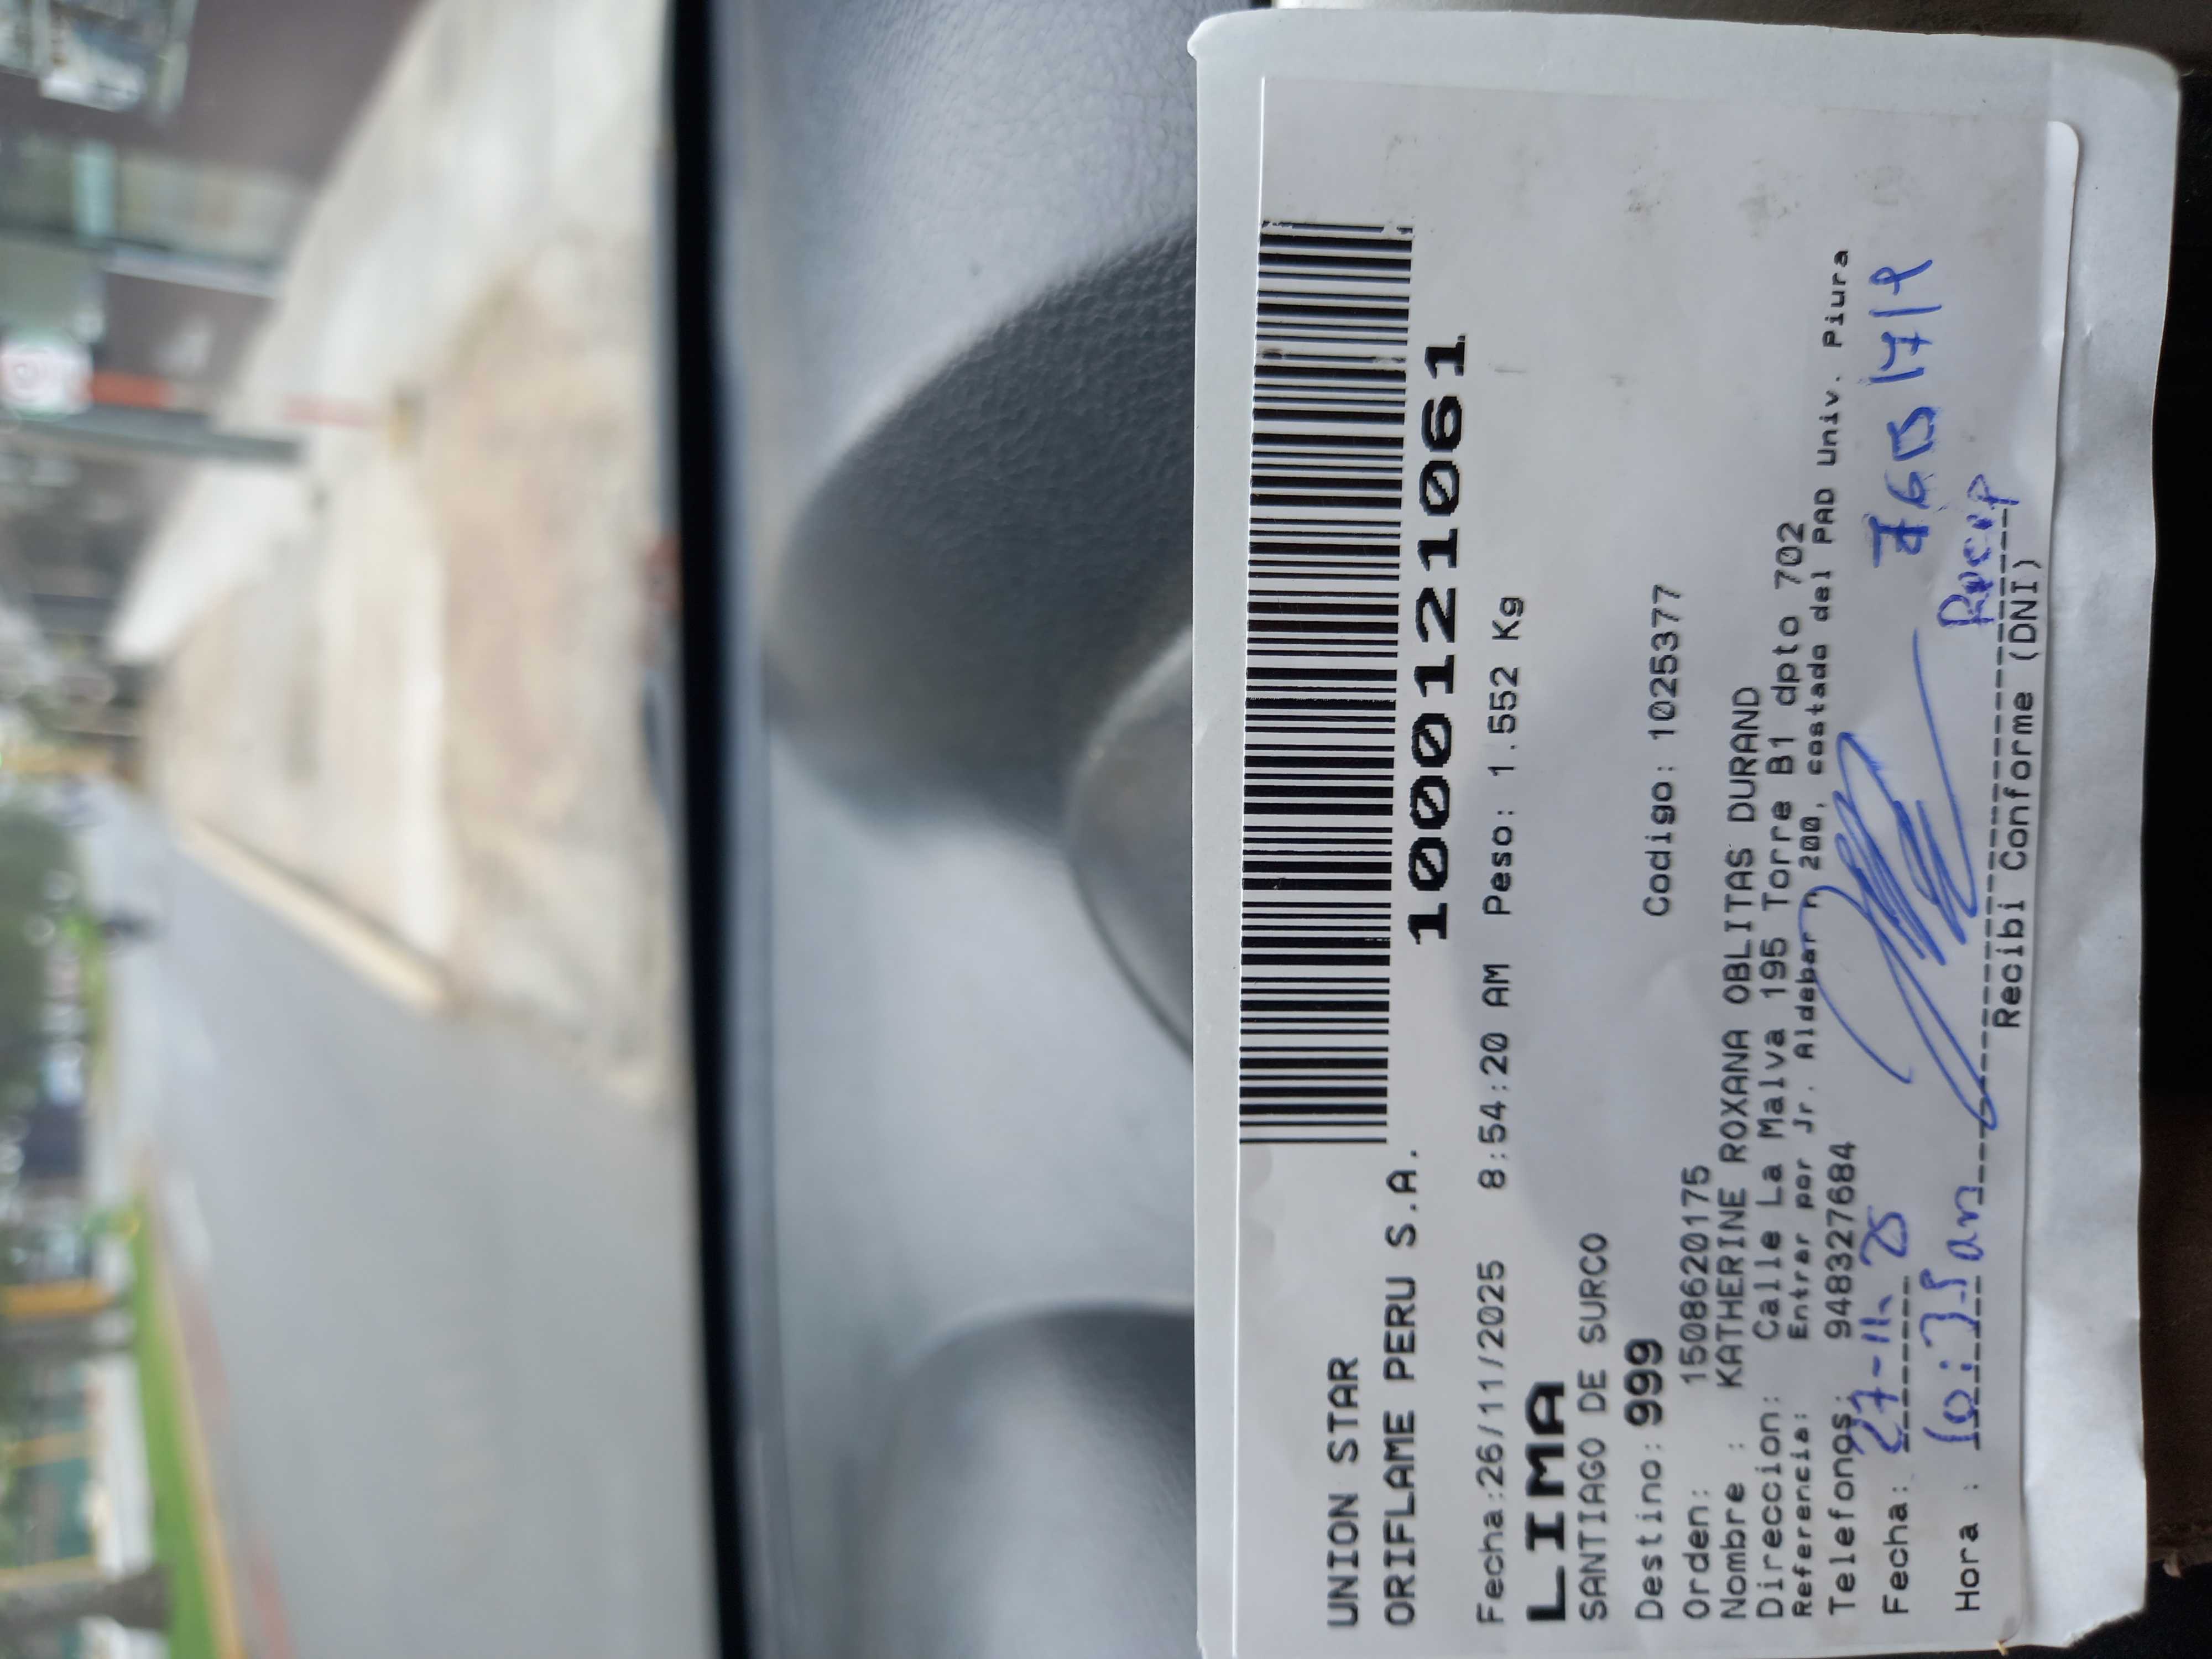 UNION STAR
ORIFLAME PERU S.A.
1000121061
Fecha:26/11/2025 8:54:20 AM Peso: 1.552 Kg
LIMA
SANTIAGO DE SURCO
Destino: 999
Codigo: 1025377
Orden: 1508620175
Nombre : KATHERINE ROXANA OBLITAS DURAND
Direccion: Calle La Malva 195 Torre B1 dpto 702
Referencia: Entrar por Jr. Aldebar n 200, costado del PAD Univ. Piura
Telefonos: 948327684
Fecha: 27-11-25
Hora : am
Recep
Recibi Conforme (DNI)